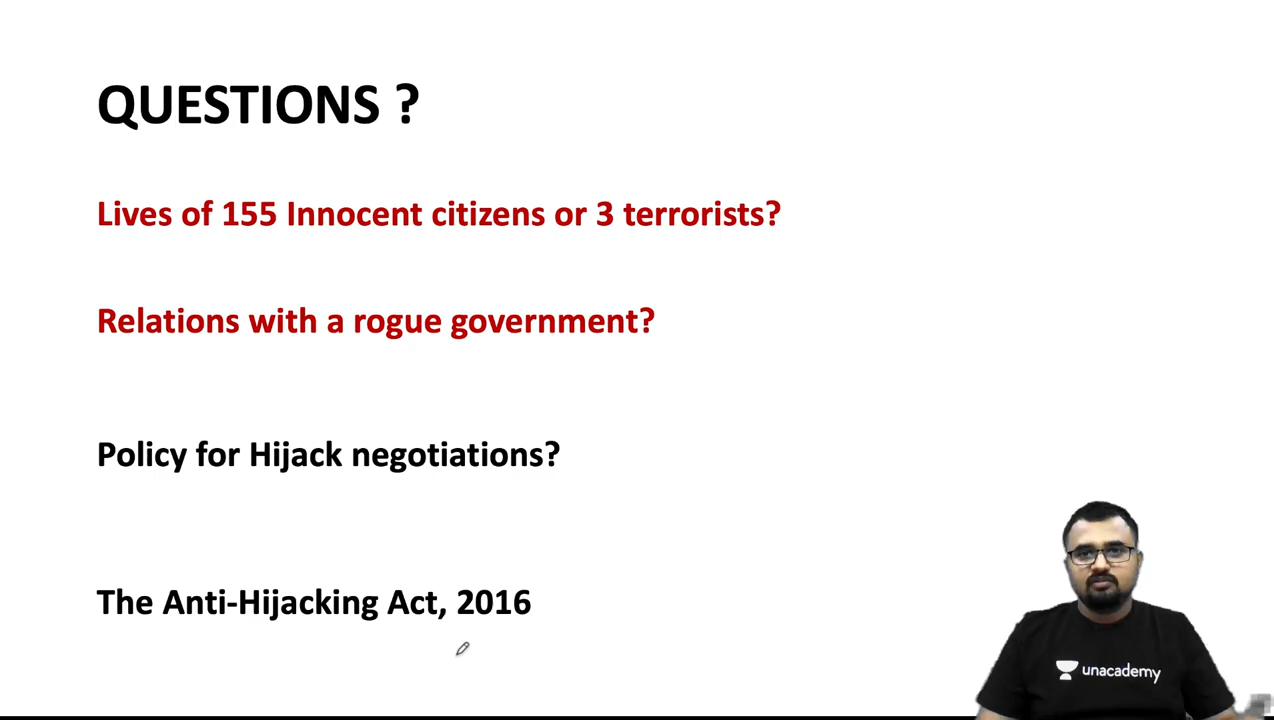 QUESTIONS ?
Lives of 155 Innocent citizens or 3 terrorists?
Relations with a rogue government?
Policy for Hijack negotiations?
The Anti-Hijacking Act, 2016
unacademy